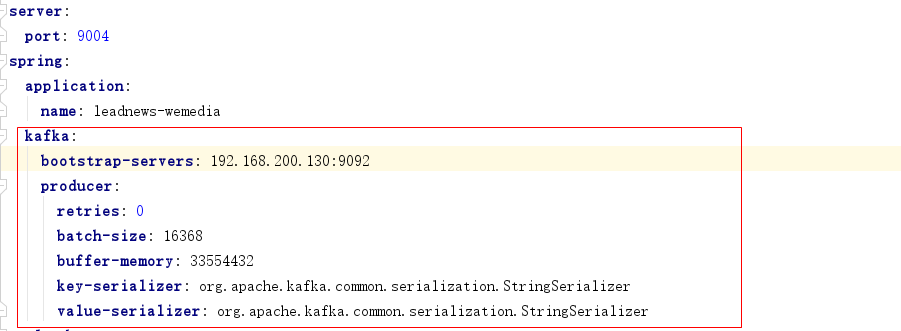 server:
  port: 9004
spring:
  application:
    name: leadnews-wemedia
  kafka:
    bootstrap-servers: 192.168.200.130:9092
    producer:
      retries: 0
      batch-size: 16368
      buffer-memory: 33554432
      key-serializer: org.apache.kafka.common.serialization.StringSerializer
      value-serializer: org.apache.kafka.common.serialization.StringSerializer